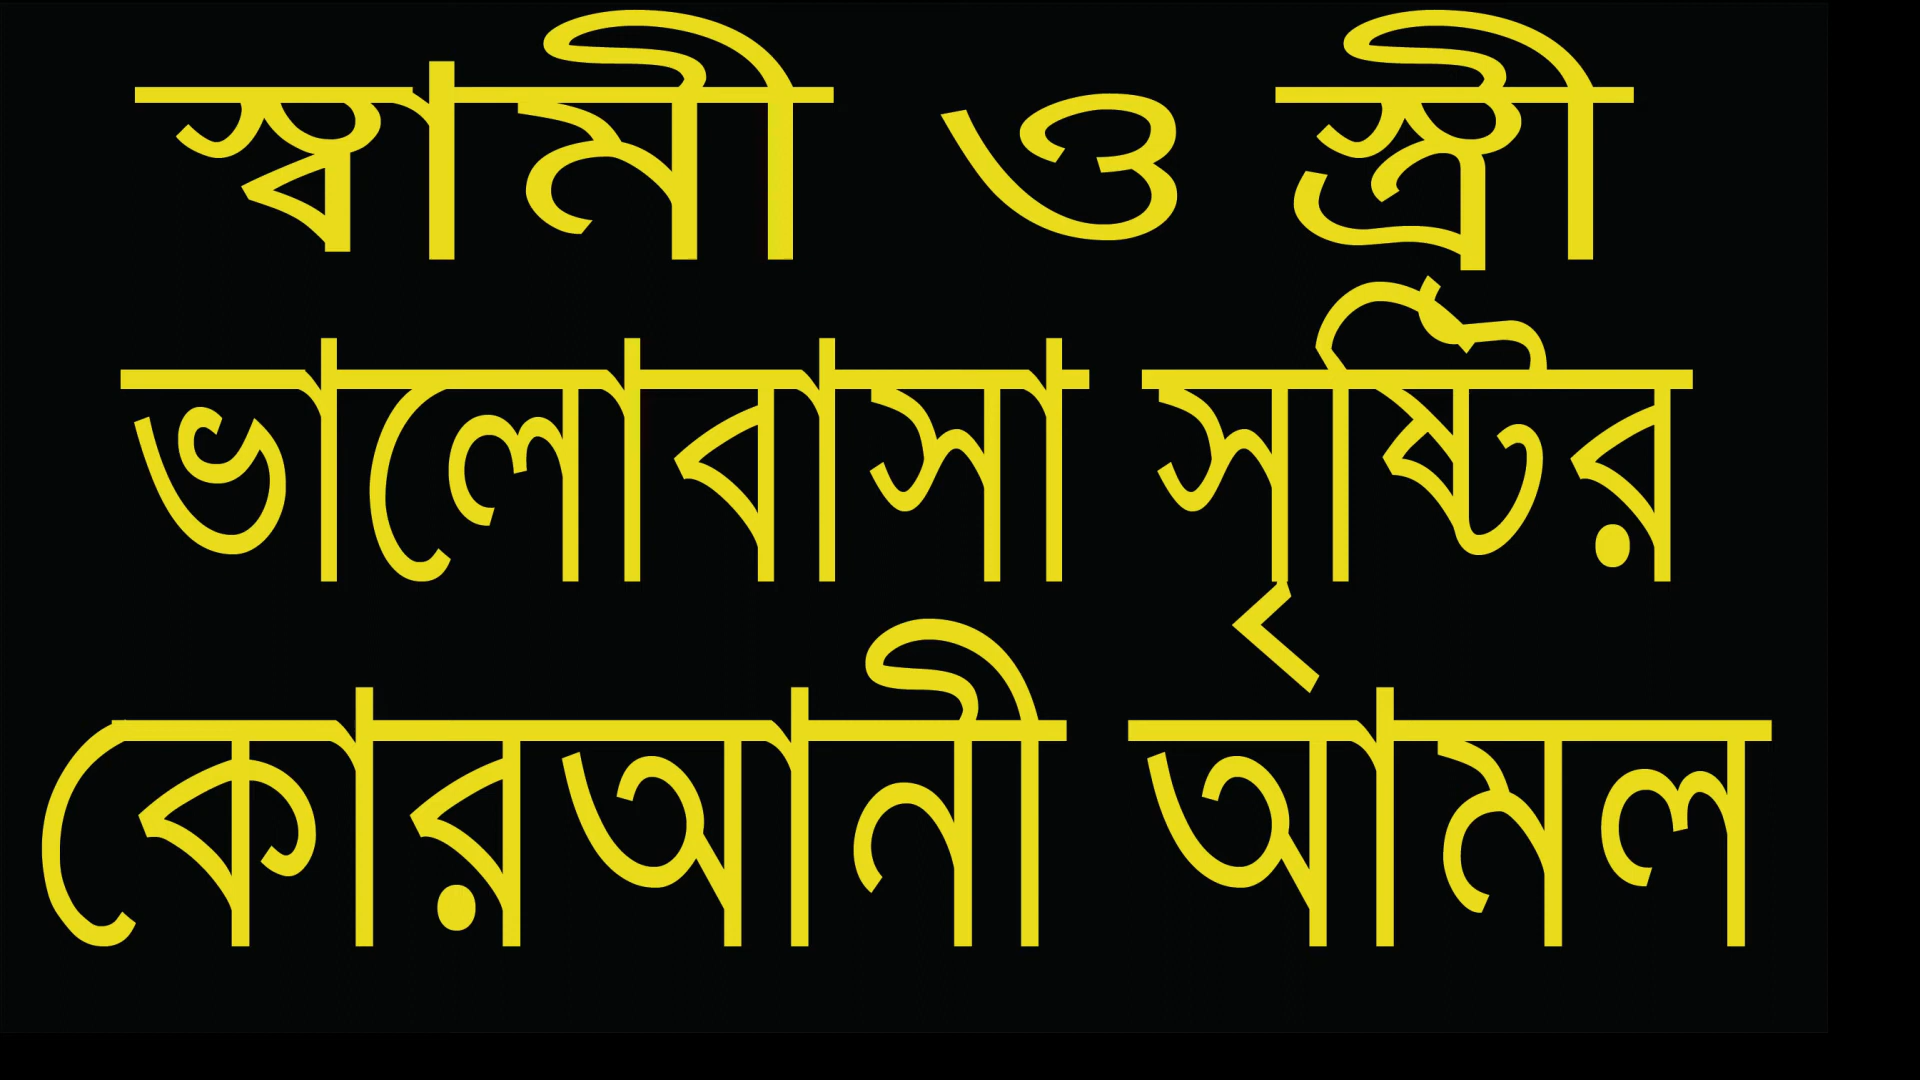 স্বামী ও স্ত্রী
ভালোবাসা সৃষ্টির
কোরআনী আমল